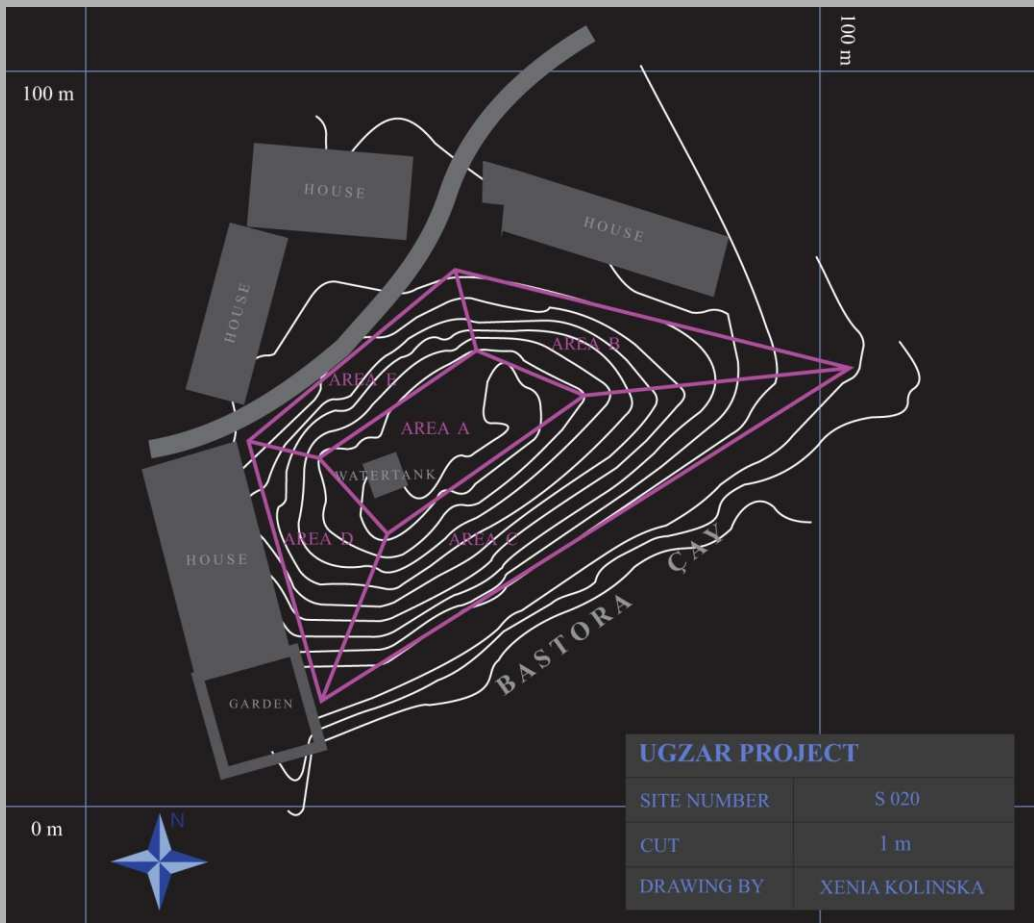 100 m
100 m
HOUSE
HOUSE
HOUSE
AREA B
AREA E
AREA A
WATERTANK
AREA D
AREA C
HOUSE
BASTORA ÇAY
GARDEN
UGZAR PROJECT
SITE NUMBER S 020
CUT 1 m
DRAWING BY XENIA KOLINSKA
0 m
N